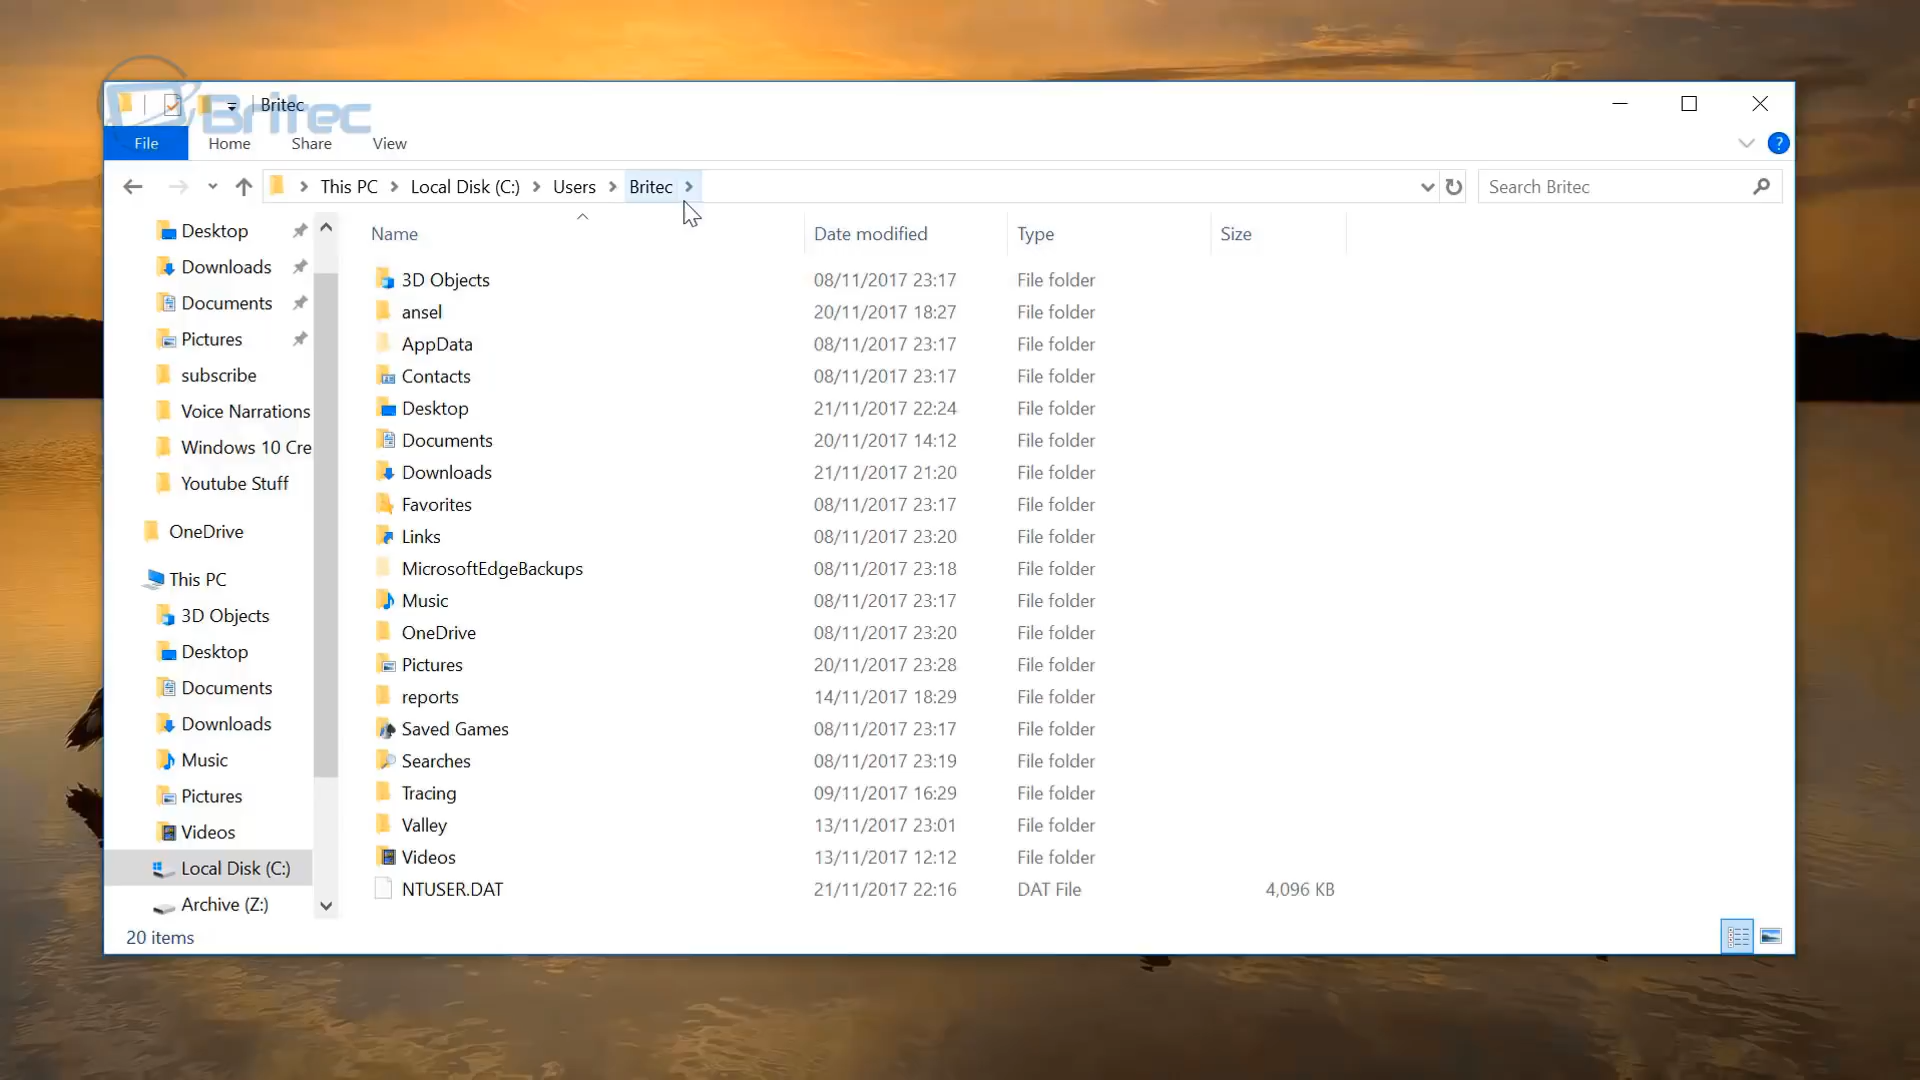 Britec
Britec
File Home Share View
This PC Local Disk (C:) Users Britec
Search Britec
Name Date modified Type Size
Desktop
Downloads
Documents
Pictures
subscribe
Voice Narrations
Windows 10 Cre
Youtube Stuff
OneDrive
This PC
3D Objects
Desktop
Documents
Downloads
Music
Pictures
Videos
Local Disk (C:)
Archive (Z:)
3D Objects 08/11/2017 23:17 File folder
ansel 20/11/2017 18:27 File folder
AppData 08/11/2017 23:17 File folder
Contacts 08/11/2017 23:17 File folder
Desktop 21/11/2017 22:24 File folder
Documents 20/11/2017 14:12 File folder
Downloads 21/11/2017 21:20 File folder
Favorites 08/11/2017 23:17 File folder
Links 08/11/2017 23:20 File folder
MicrosoftEdgeBackups 08/11/2017 23:18 File folder
Music 08/11/2017 23:17 File folder
OneDrive 08/11/2017 23:20 File folder
Pictures 20/11/2017 23:28 File folder
reports 14/11/2017 18:29 File folder
Saved Games 08/11/2017 23:17 File folder
Searches 08/11/2017 23:19 File folder
Tracing 09/11/2017 16:29 File folder
Valley 13/11/2017 23:01 File folder
Videos 13/11/2017 12:12 File folder
NTUSER.DAT 21/11/2017 22:16 DAT File 4,096 KB
20 items